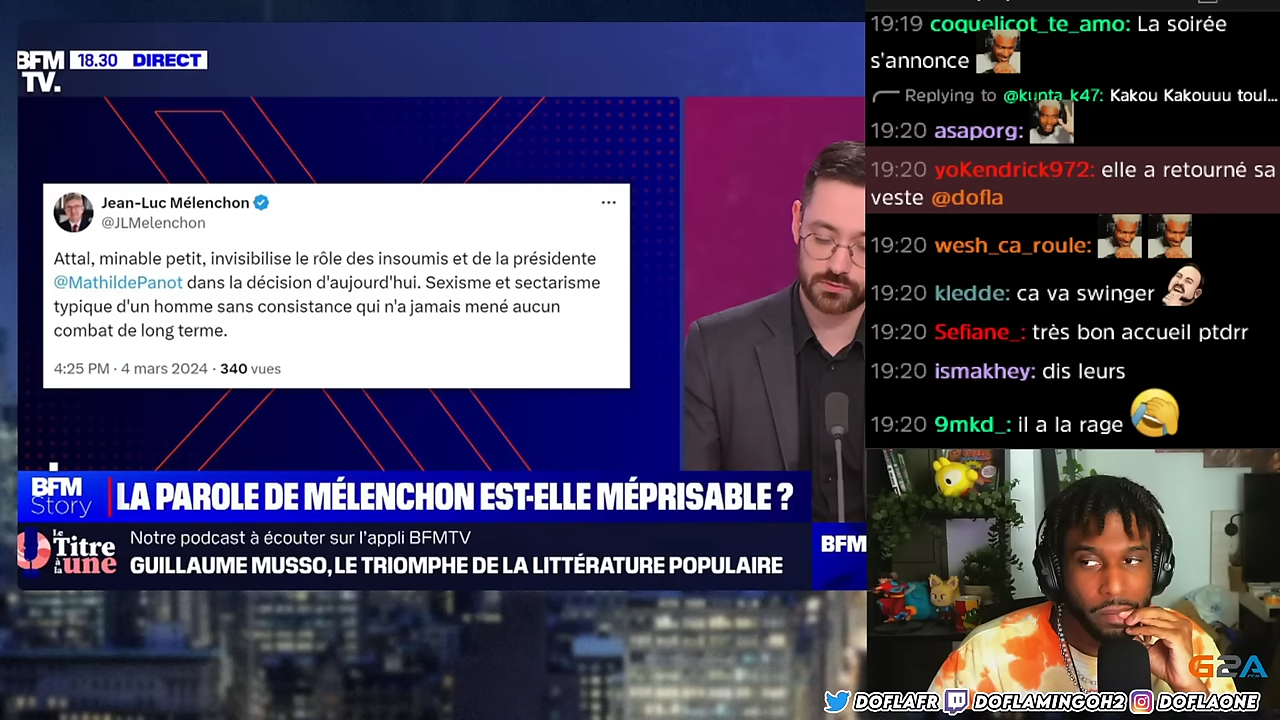 BFM
TV.
18.30 DIRECT
Jean-Luc Mélenchon
@JLMelenchon
Attal, minable petit, invisibilise le rôle des insoumis et de la présidente
@MathildePanot dans la décision d'aujourd'hui. Sexisme et sectarisme
typique d'un homme sans consistance qui n'a jamais mené aucun
combat de long terme.
4:25 PM · 4 mars 2024 · 340 vues
BFM
Story
LA PAROLE DE MÉLENCHON EST-ELLE MÉPRISABLE ?
Le Titre
à la une
Notre podcast à écouter sur l'appli BFMTV
GUILLAUME MUSSO, LE TRIOMPHE DE LA LITTÉRATURE POPULAIRE
BFM
19:19 coquelicot_te_amo: La soirée
s'annonce
Replying to @kunta_k47: Kakou Kakouuu toul...
19:20 asaporg:
19:20 yoKendrick972: elle a retourné sa
veste @dofla
19:20 wesh_ca_roule:
19:20 kledde: ca va swinger
19:20 Sefiane_: très bon accueil ptdrr
19:20 ismakhey: dis leurs
19:20 9mkd_: il a la rage
G2A
.COM
DOFLAFR DOFLAMINGOH2 DOFLAONE